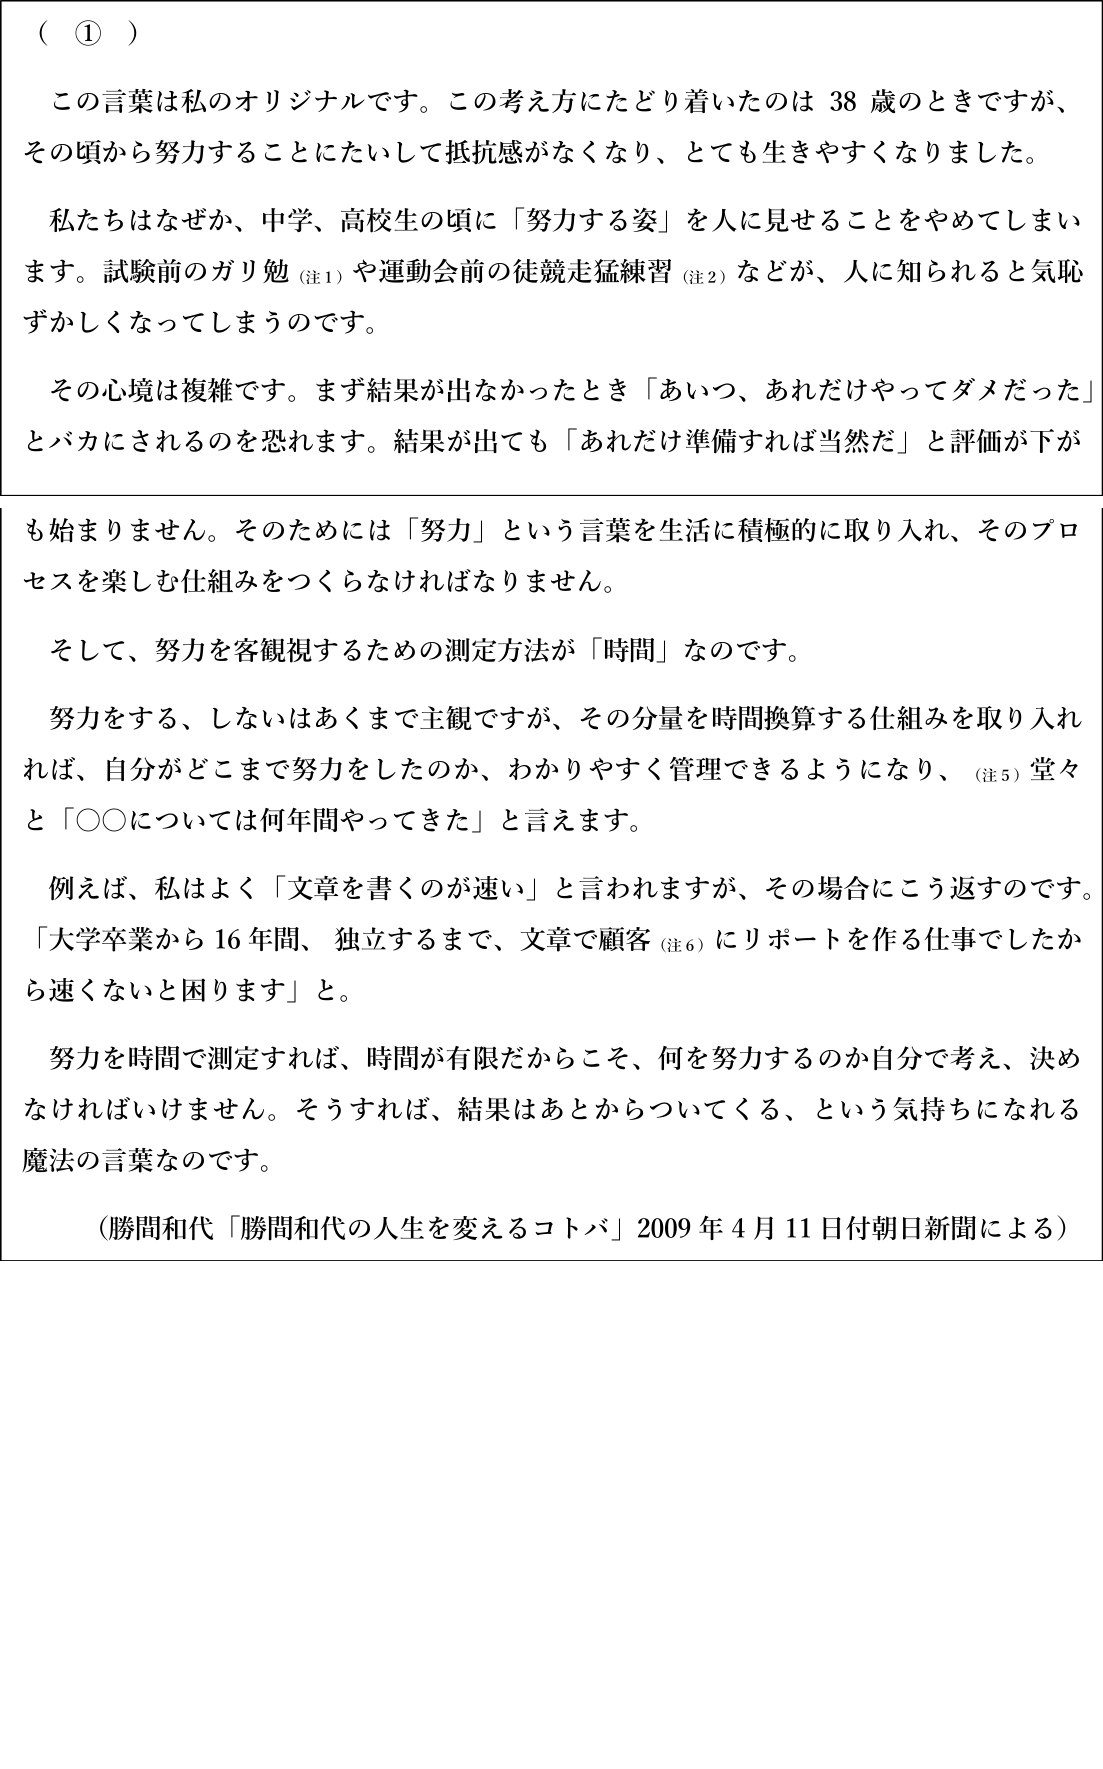 （　①　）
この言葉は私のオリジナルです。この考え方にたどり着いたのは 38 歳のときですが、
その頃から努力することにたいして抵抗感がなくなり、とても生きやすくなりました。
私たちはなぜか、中学、高校生の頃に「努力する姿」を人に見せることをやめてしまい
ます。試験前のガリ勉（注1）や運動会前の徒競走猛練習（注2）などが、人に知られると気恥
ずかしくなってしまうのです。
その心境は複雑です。まず結果が出なかったとき「あいつ、あれだけやってダメだった」
とバカにされるのを恐れます。結果が出ても「あれだけ準備すれば当然だ」と評価が下が
も始まりません。そのためには「努力」という言葉を生活に積極的に取り入れ、そのプロ
セスを楽しむ仕組みをつくらなければなりません。
そして、努力を客観視するための測定方法が「時間」なのです。
努力をする、しないはあくまで主観ですが、その分量を時間換算する仕組みを取り入れ
れば、自分がどこまで努力をしたのか、わかりやすく管理できるようになり、（注5）堂々
と「〇〇については何年間やってきた」と言えます。
例えば、私はよく「文章を書くのが速い」と言われますが、その場合にこう返すのです。
「大学卒業から 16 年間、 独立するまで、文章で顧客（注6）にリポートを作る仕事でしたか
ら速くないと困ります」と。
努力を時間で測定すれば、時間が有限だからこそ、何を努力するのか自分で考え、決め
なければいけません。そうすれば、結果はあとからついてくる、という気持ちになれる
魔法の言葉なのです。
（勝間和代「勝間和代の人生を変えるコトバ」2009 年 4 月 11 日付朝日新聞による）